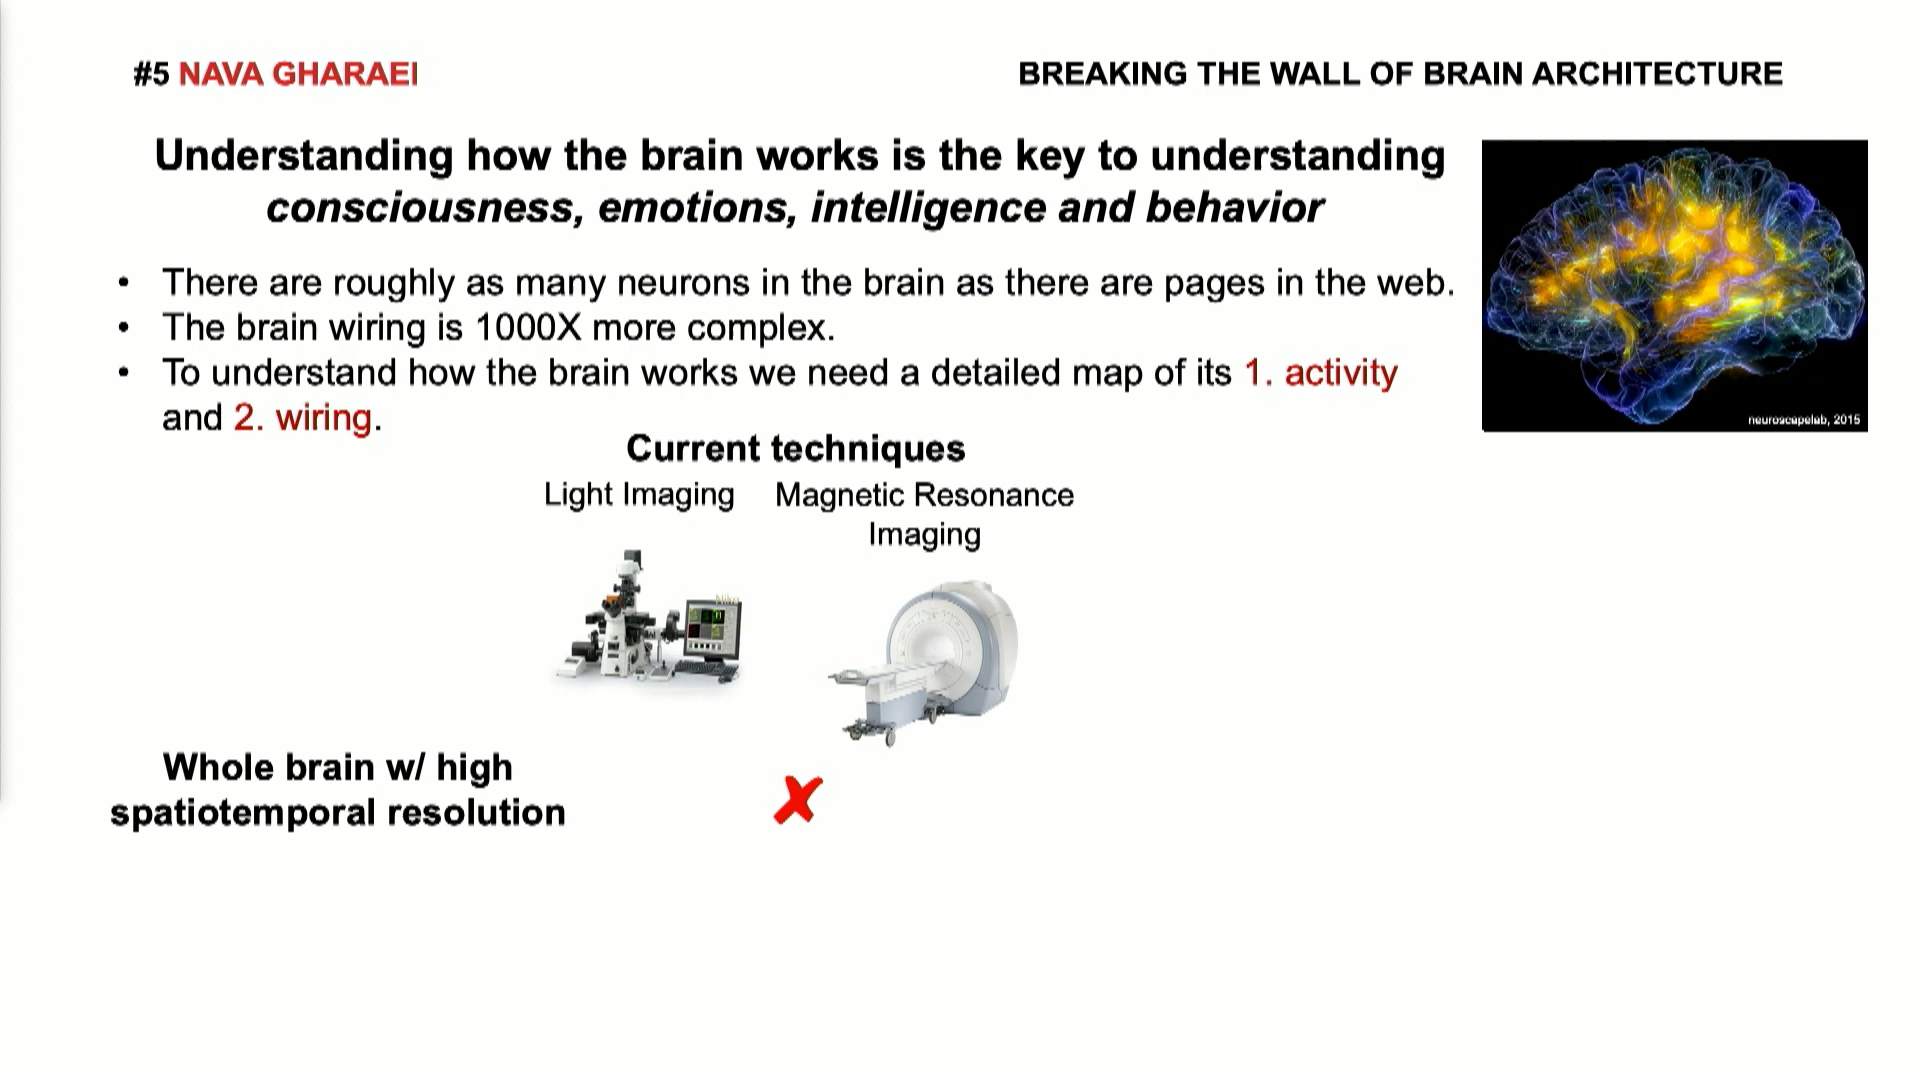 #5 NAVA GHARAEI
BREAKING THE WALL OF BRAIN ARCHITECTURE
Understanding how the brain works is the key to understanding
consciousness, emotions, intelligence and behavior
• There are roughly as many neurons in the brain as there are pages in the web.
• The brain wiring is 1000X more complex.
• To understand how the brain works we need a detailed map of its 1. activity
and 2. wiring.
neuroscapelab, 2015
Current techniques
Light Imaging
Magnetic Resonance
Imaging
Whole brain w/ high
spatiotemporal resolution